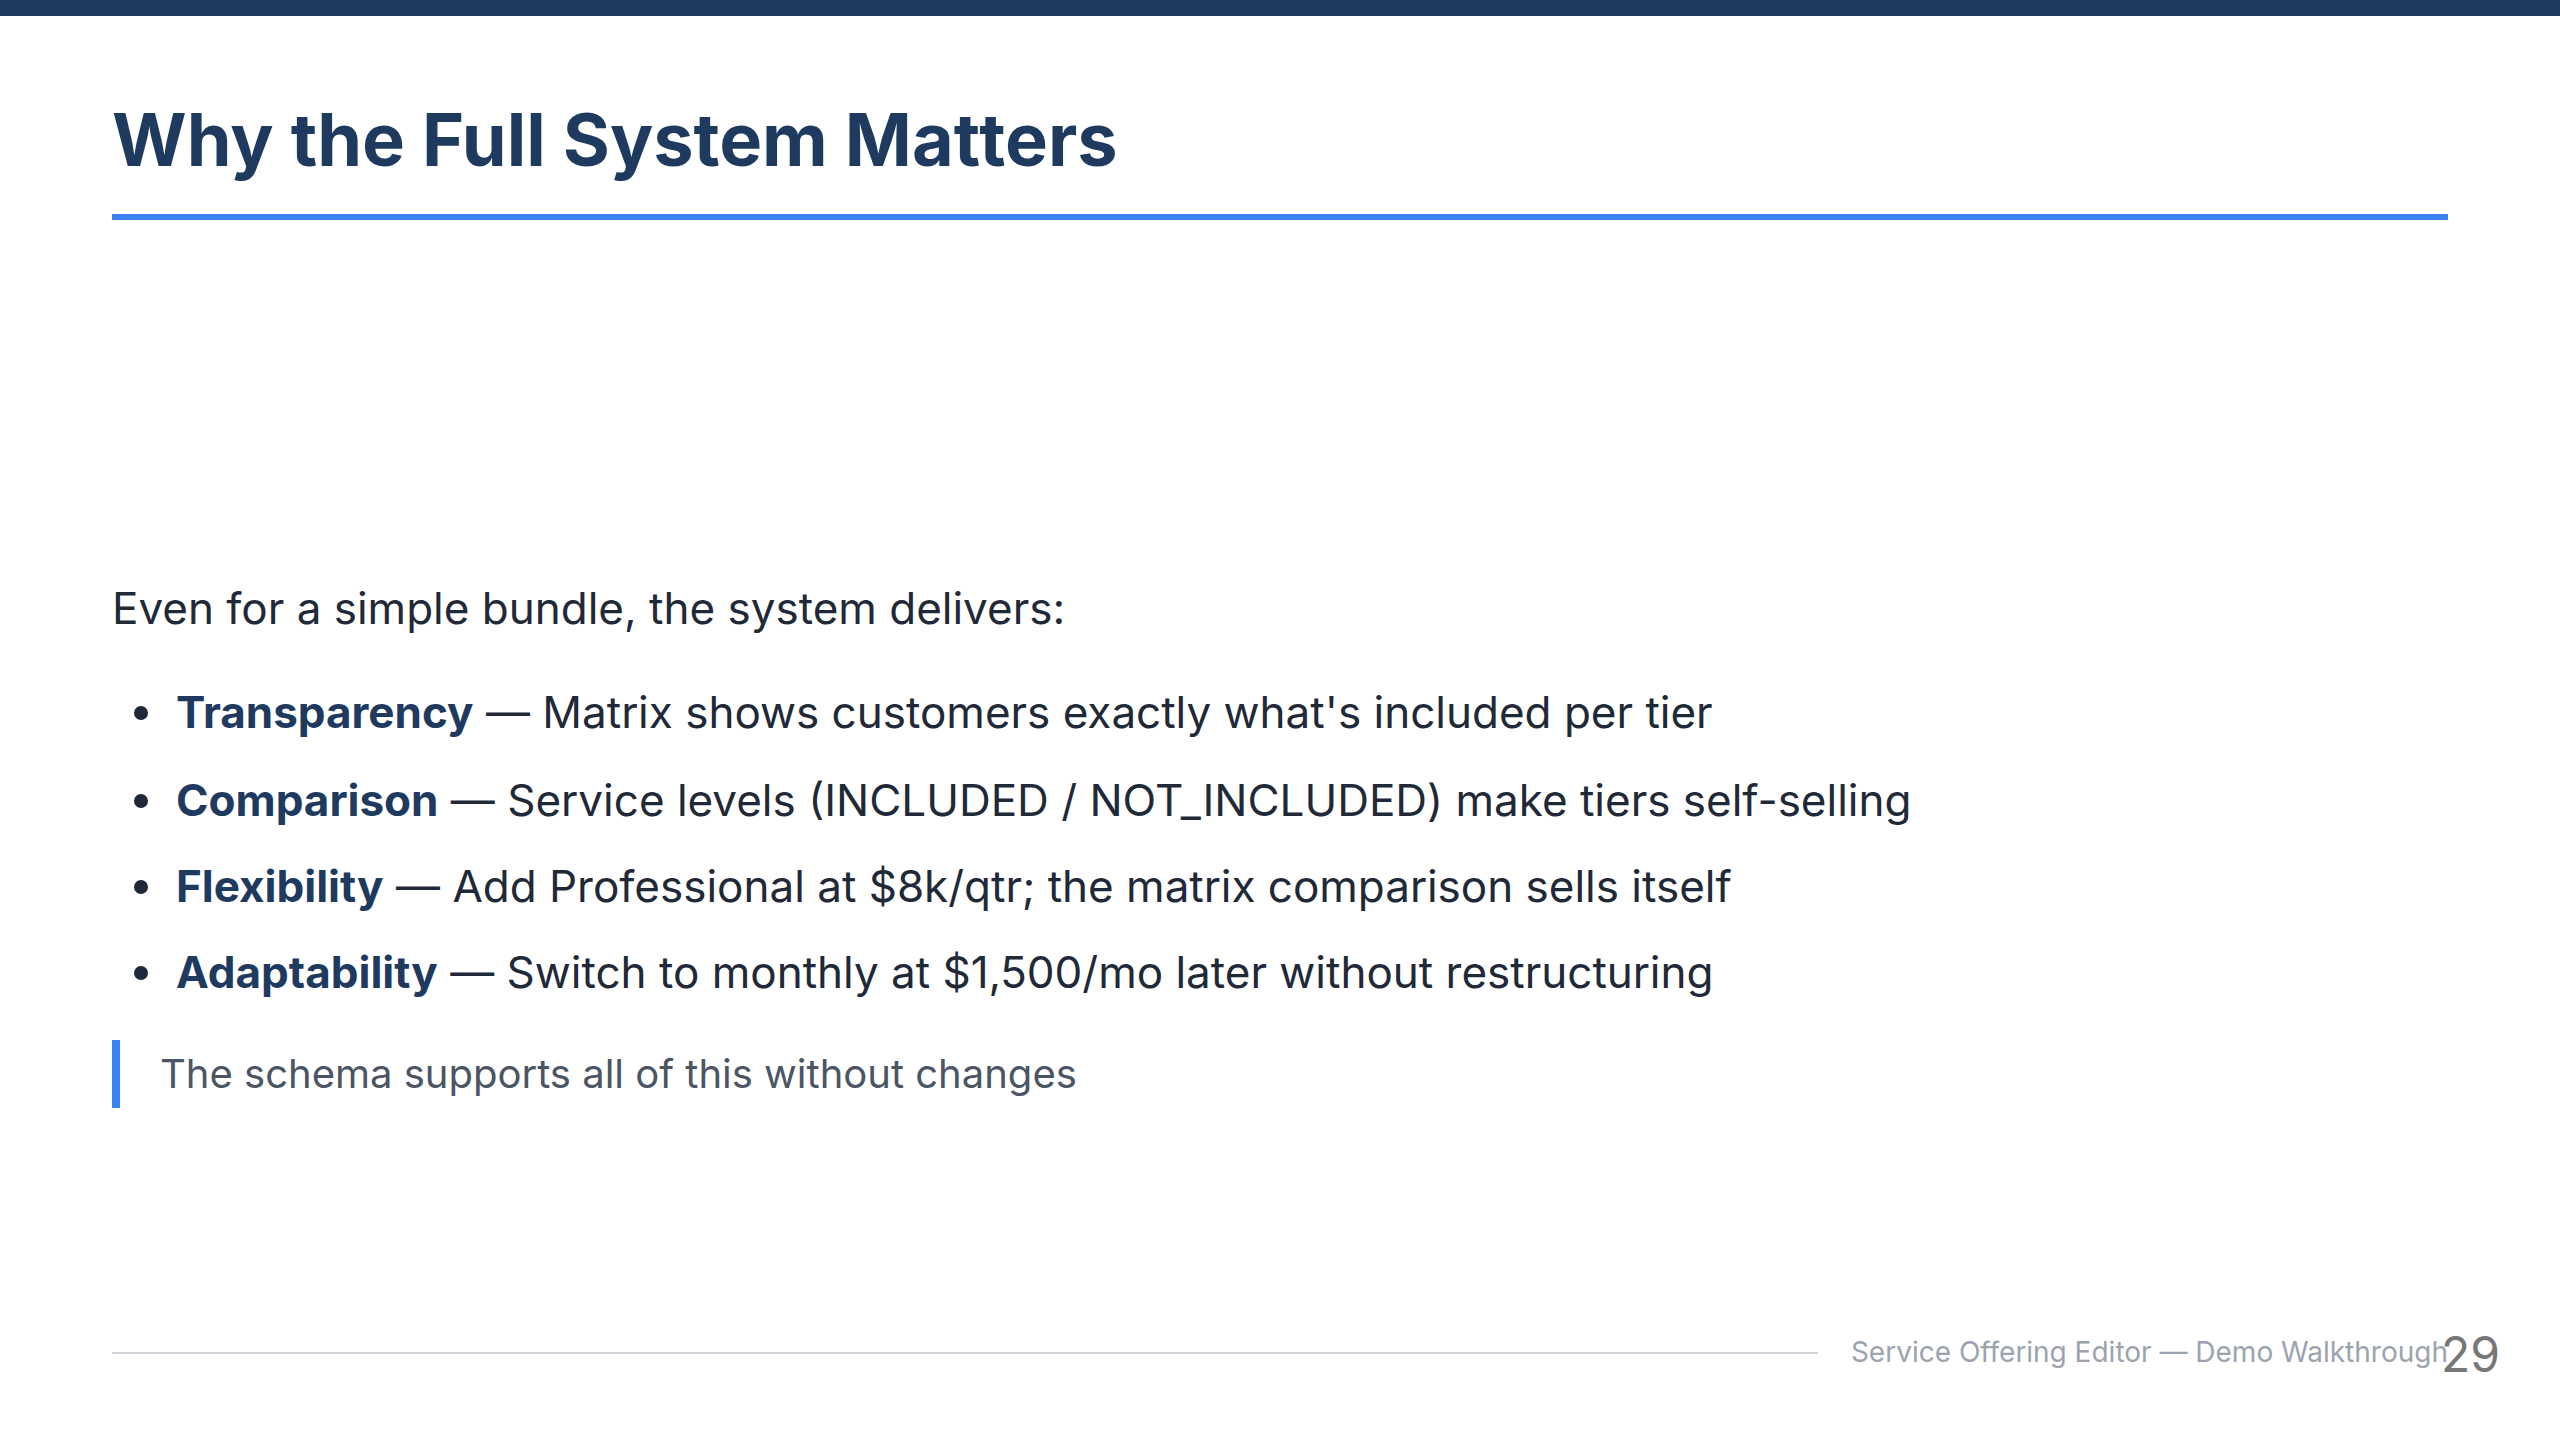 Why the Full System Matters
Even for a simple bundle, the system delivers:
• Transparency — Matrix shows customers exactly what's included per tier
• Comparison — Service levels (INCLUDED / NOT_INCLUDED) make tiers self-selling
• Flexibility — Add Professional at $8k/qtr; the matrix comparison sells itself
• Adaptability — Switch to monthly at $1,500/mo later without restructuring
The schema supports all of this without changes
Service Offering Editor — Demo Walkthrough
29